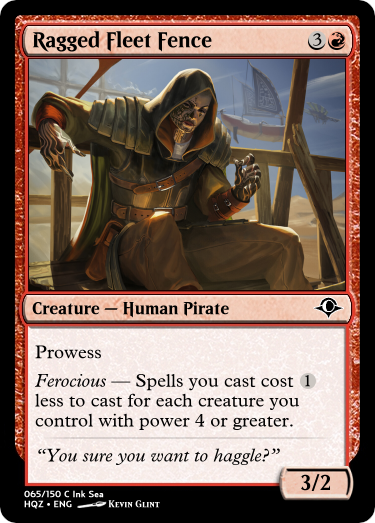 Ragged Fleet Fence 3
Creature — Human Pirate
Prowess
Ferocious — Spells you cast cost 1
less to cast for each creature you
control with power 4 or greater.
“You sure you want to haggle?”
3/2
065/150 C Ink Sea
HQZ • ENG Kevin Glint